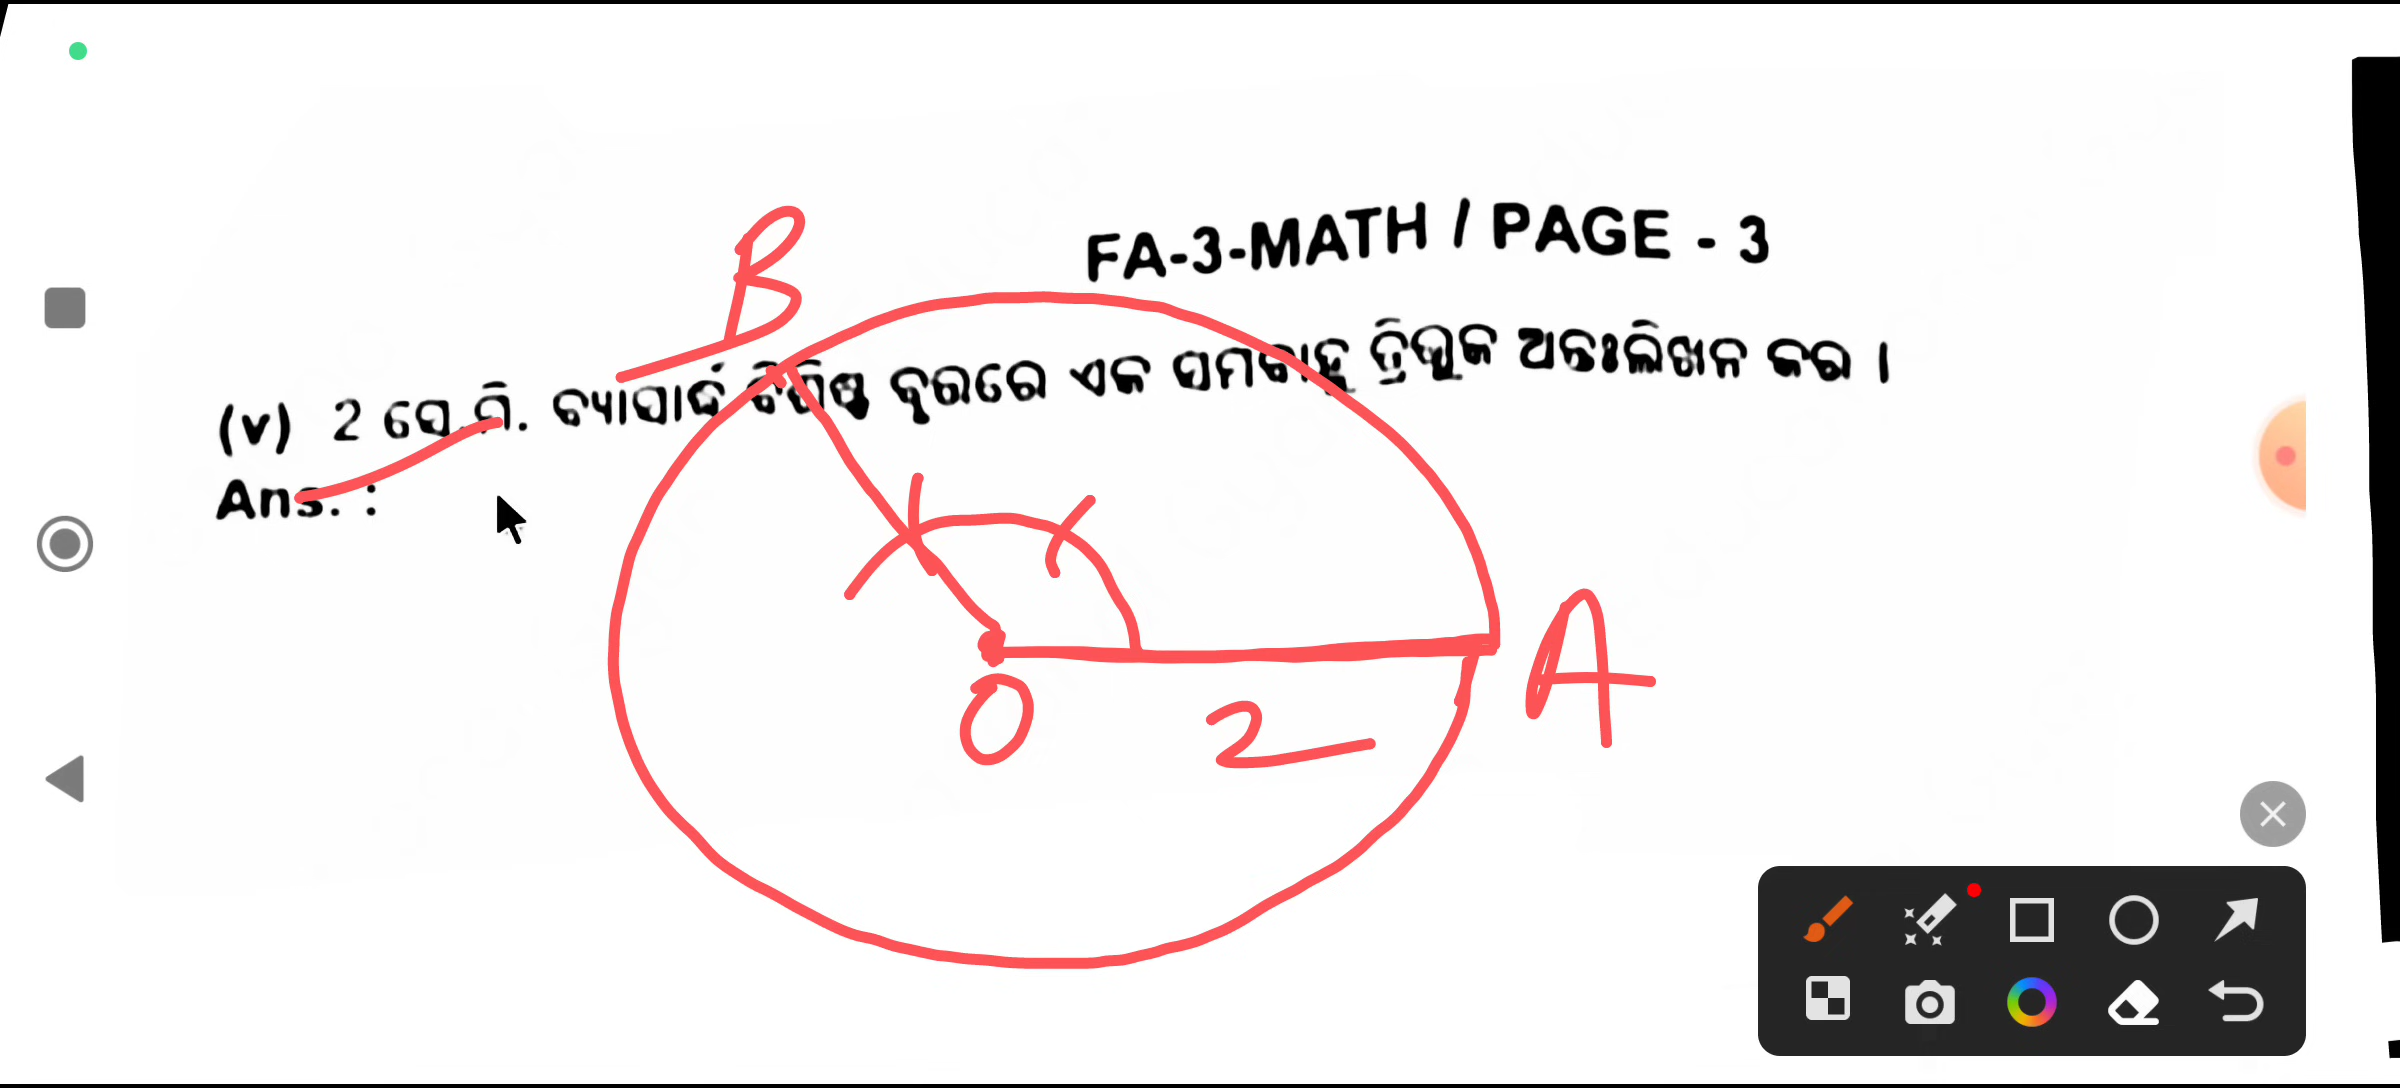 FA-3-MATH / PAGE - 3
(v) 2 ସେ.ମି. ବ୍ୟାସାର୍ଦ୍ଧ ବିଶିଷ୍ଟ ବୃତ୍ତରେ ଏକ ସମବାହୁ ତ୍ରିଭୁଜ ଅନ୍ତଃଲିଖନ କର ।
Ans. :
B
O
2
A